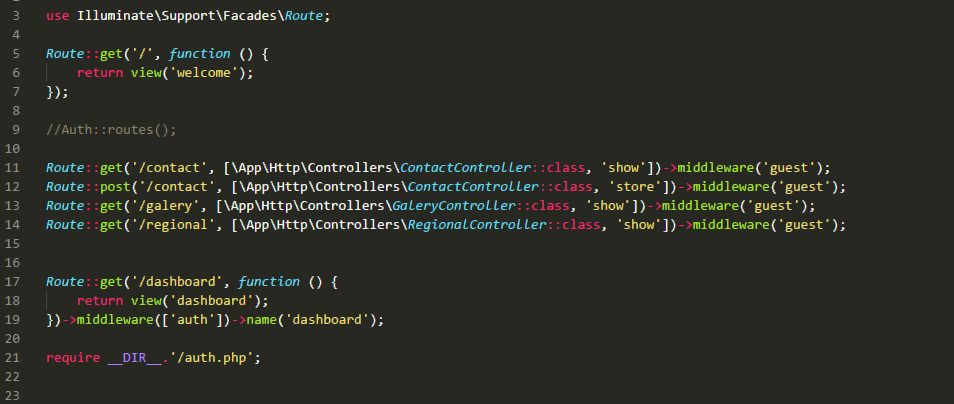 3 use Illuminate\Support\Facades\Route;
4
5 Route::get('/', function () {
6     return view('welcome');
7 });
8
9 //Auth::routes();
10
11 Route::get('/contact', [\App\Http\Controllers\ContactController::class, 'show'])->middleware('guest');
12 Route::post('/contact', [\App\Http\Controllers\ContactController::class, 'store'])->middleware('guest');
13 Route::get('/galery', [\App\Http\Controllers\GaleryController::class, 'show'])->middleware('guest');
14 Route::get('/regional', [\App\Http\Controllers\RegionalController::class, 'show'])->middleware('guest');
15
16
17 Route::get('/dashboard', function () {
18     return view('dashboard');
19 })->middleware(['auth'])->name('dashboard');
20
21 require __DIR__.'/auth.php';
22
23